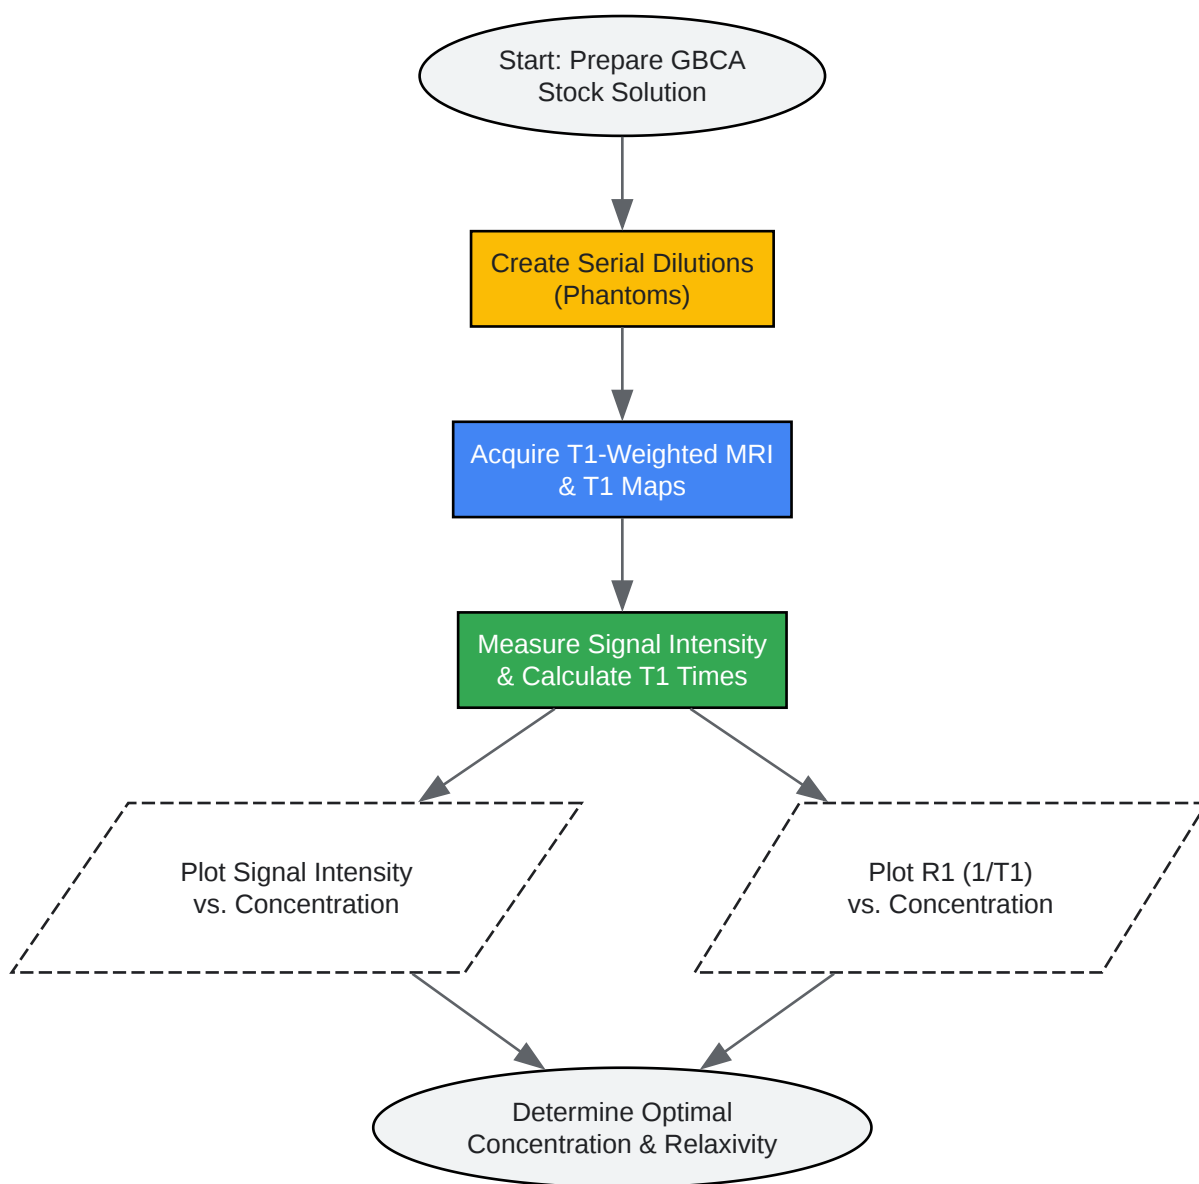 Start: Prepare GBCA
Stock Solution
Create Serial Dilutions
(Phantoms)
Acquire T1-Weighted MRI
& T1 Maps
Measure Signal Intensity
& Calculate T1 Times
Plot Signal Intensity
vs. Concentration
Plot R1 (1/T1)
vs. Concentration
Determine Optimal
Concentration & Relaxivity